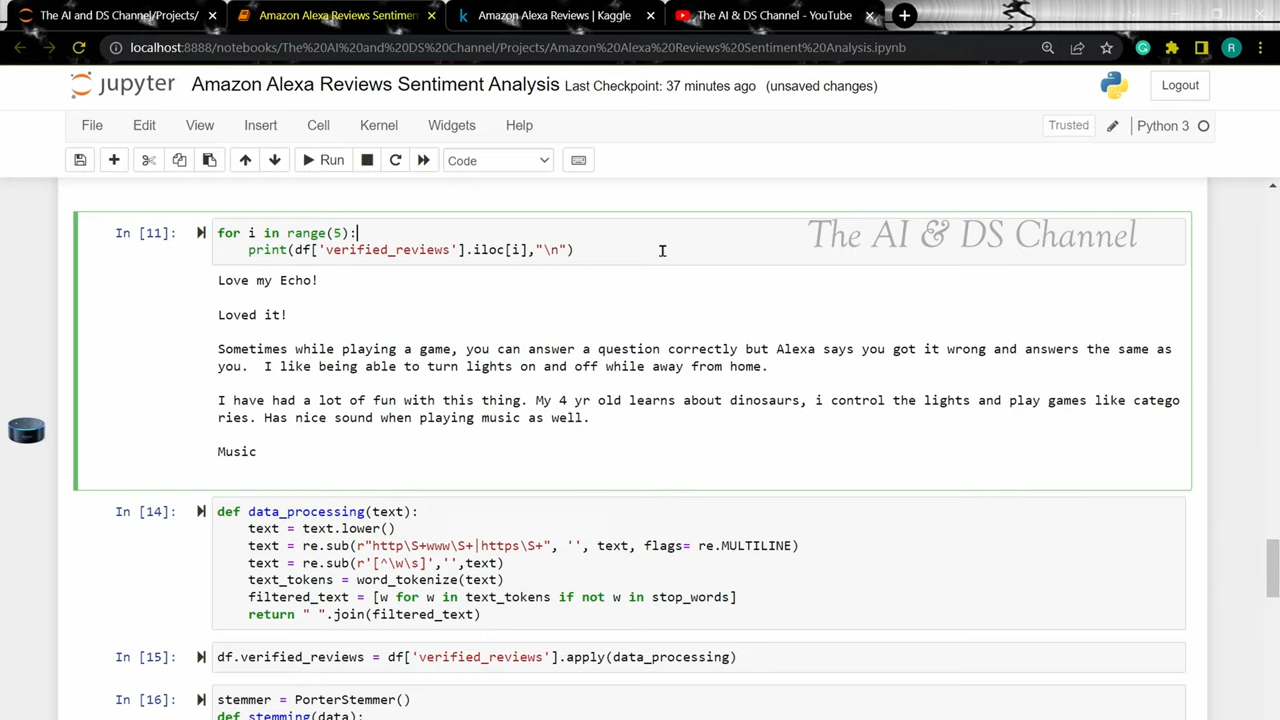 The AI and DS Channel/Projects/
Amazon Alexa Reviews Sentimen
Amazon Alexa Reviews | Kaggle
The AI & DS Channel - YouTube
localhost:8888/notebooks/The%20AI%20and%20DS%20Channel/Projects/Amazon%20Alexa%20Reviews%20Sentiment%20Analysis.ipynb
R
jupyter Amazon Alexa Reviews Sentiment Analysis Last Checkpoint: 37 minutes ago (unsaved changes)
Logout
File Edit View Insert Cell Kernel Widgets Help
Trusted
Python 3
Run
Code
The AI & DS Channel
In [11]: for i in range(5):
print(df['verified_reviews'].iloc[i],"\n")
Love my Echo!
Loved it!
Sometimes while playing a game, you can answer a question correctly but Alexa says you got it wrong and answers the same as
you.  I like being able to turn lights on and off while away from home.
I have had a lot of fun with this thing. My 4 yr old learns about dinosaurs, i control the lights and play games like catego
ries. Has nice sound when playing music as well.
Music
In [14]: def data_processing(text):
text = text.lower()
text = re.sub(r"http\S+www\S+|https\S+", '', text, flags= re.MULTILINE)
text = re.sub(r'[^\w\s]','',text)
text_tokens = word_tokenize(text)
filtered_text = [w for w in text_tokens if not w in stop_words]
return " ".join(filtered_text)
In [15]: df.verified_reviews = df['verified_reviews'].apply(data_processing)
In [16]: stemmer = PorterStemmer()
def stemming(data):